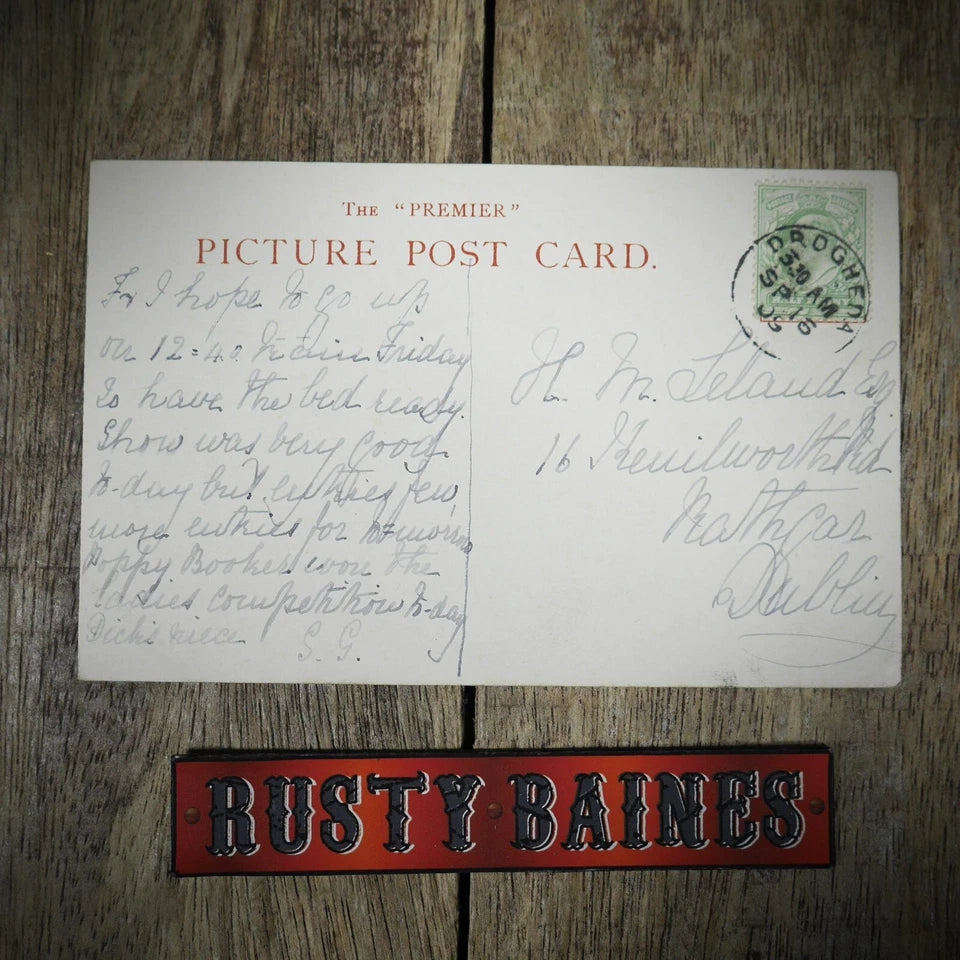 The "PREMIER"
PICTURE POST CARD.
I hope to go up
on 12=40 train Friday
So have the bed ready.
Show was very good
to-day but entries few,
more entries for to-morrow
Poppy Booker won the
Ladies competition to-day
Dick's niece S. G.
DROGHEDA
3.30 AM
SP 16
H. M. Leland Esq
16 Kenilworth Rd
Rathgar
Dublin
RUSTY BAINES